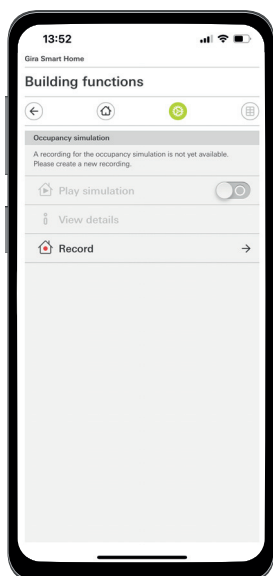 13:52
Gira Smart Home
Building functions
Occupancy simulation
A recording for the occupancy simulation is not yet available.
Please create a new recording.
Play simulation
View details
Record